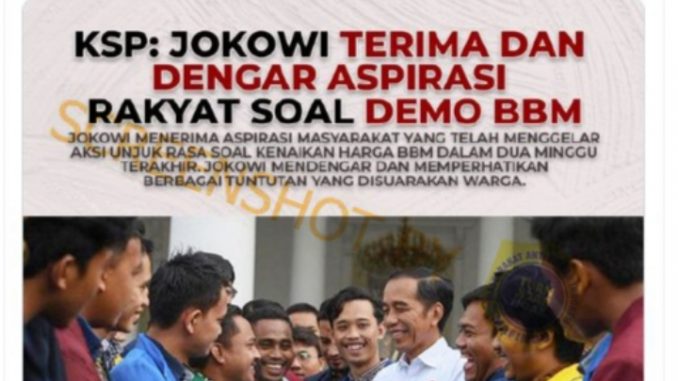 KSP: JOKOWI TERIMA DAN
DENGAR ASPIRASI
RAKYAT SOAL DEMO BBM
JOKOWI MENERIMA ASPIRASI MASYARAKAT YANG TELAH MENGGELAR
AKSI UNJUK RASA SOAL KENAIKAN HARGA BBM DALAM DUA MINGGU
TERAKHIR. JOKOWI MENDENGAR DAN MEMPERHATIKAN
BERBAGAI TUNTUTAN YANG DISUARAKAN WARGA.